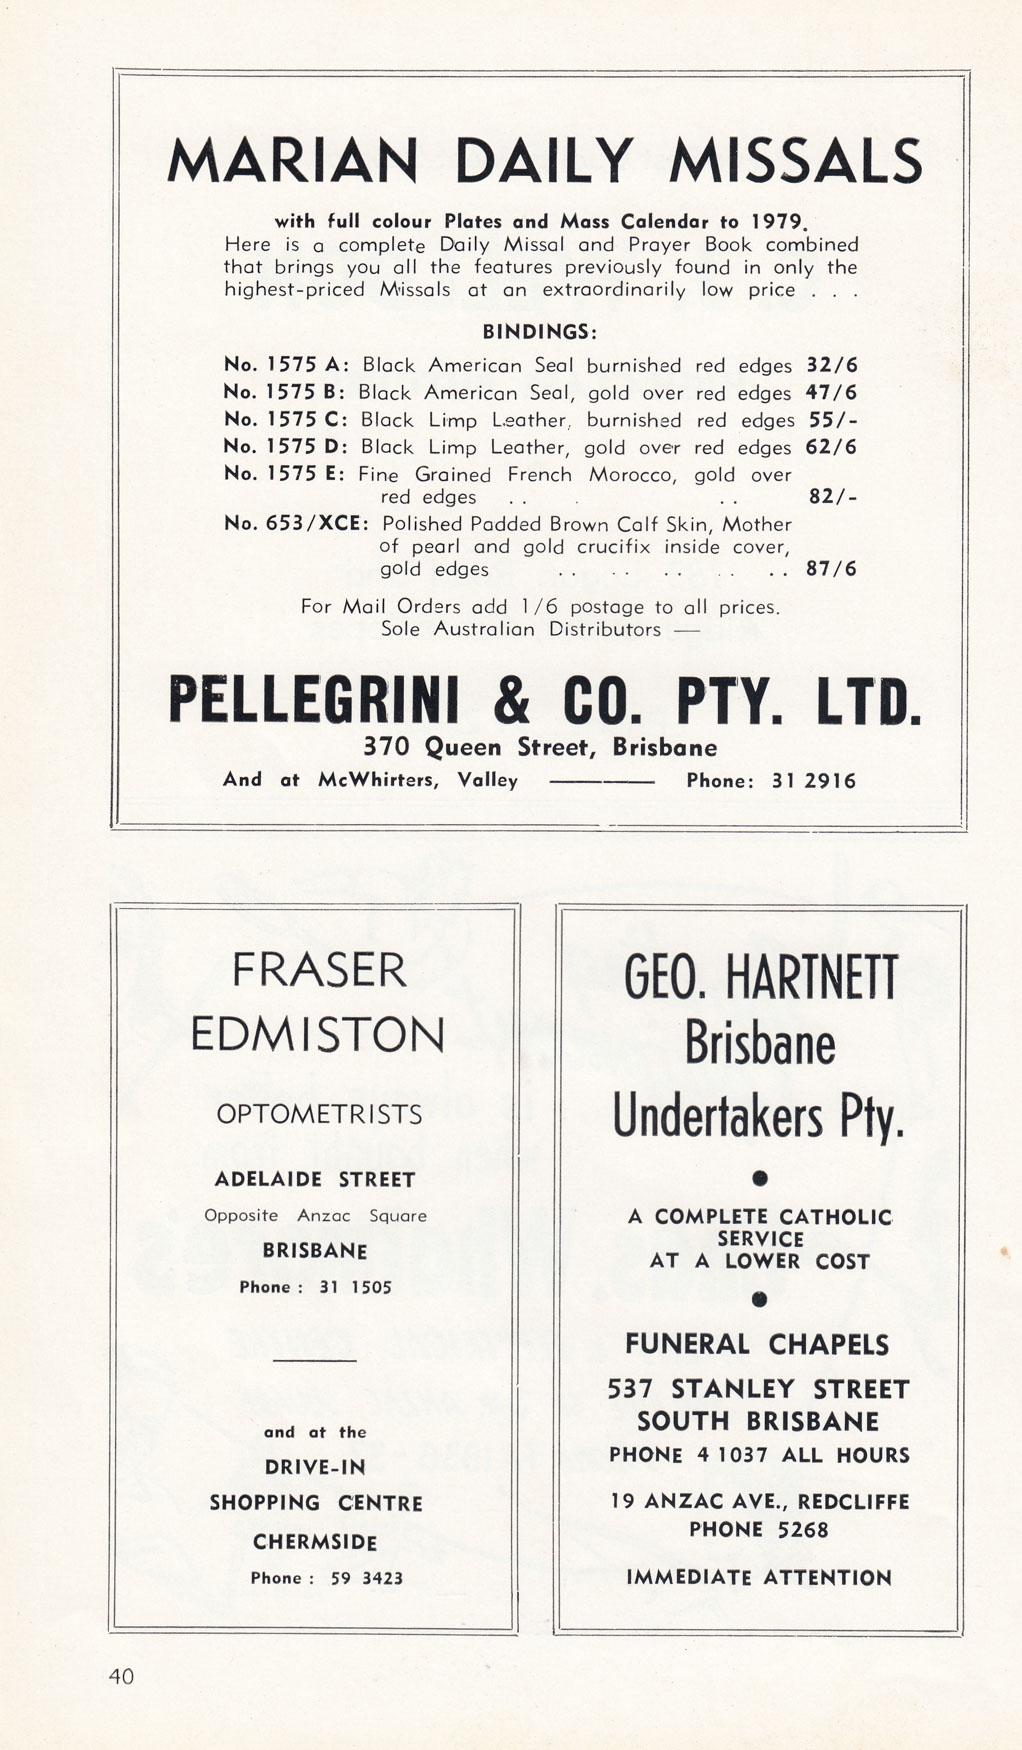 MARIAN DAILY MISSALS
with full colour Plates and Mass Calendar to 1979.
Here is a complete Daily Missal and Prayer Book combined
that brings you all the features previously found in only the
highest-priced Missals at an extraordinarily low price . . .
BINDINGS:
No. 1575 A: Black American Seal burnished red edges 32/6
No. 1575 B: Black American Seal, gold over red edges 47/6
No. 1575 C: Black Limp Leather, burnished red edges 55/-
No. 1575 D: Black Limp Leather, gold over red edges 62/6
No. 1575 E: Fine Grained French Morocco, gold over
red edges . . . . . 82/-
No. 653/XCE: Polished Padded Brown Calf Skin, Mother
of pearl and gold crucifix inside cover,
gold edges . . . . . . . . . . 87/6
For Mail Orders add 1/6 postage to all prices.
Sole Australian Distributors —
PELLEGRINI & CO. PTY. LTD.
370 Queen Street, Brisbane
And at McWhirters, Valley ——— Phone: 31 2916
FRASER
EDMISTON
OPTOMETRISTS
ADELAIDE STREET
Opposite Anzac Square
BRISBANE
Phone : 31 1505
and at the
DRIVE-IN
SHOPPING CENTRE
CHERMSIDE
Phone : 59 3423
GEO. HARTNETT
Brisbane
Undertakers Pty.
A COMPLETE CATHOLIC
SERVICE
AT A LOWER COST
FUNERAL CHAPELS
537 STANLEY STREET
SOUTH BRISBANE
PHONE 4 1037 ALL HOURS
19 ANZAC AVE., REDCLIFFE
PHONE 5268
IMMEDIATE ATTENTION
40